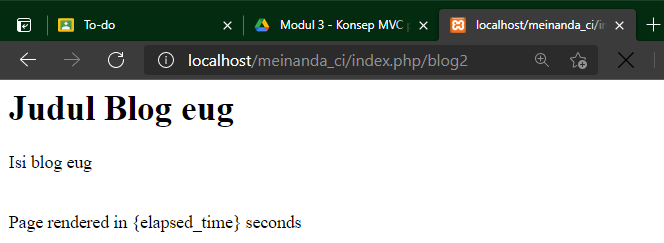 To-do
Modul 3 - Konsep MVC
localhost/meinanda_ci/in
localhost/meinanda_ci/index.php/blog2
Judul Blog eug
Isi blog eug
Page rendered in {elapsed_time} seconds